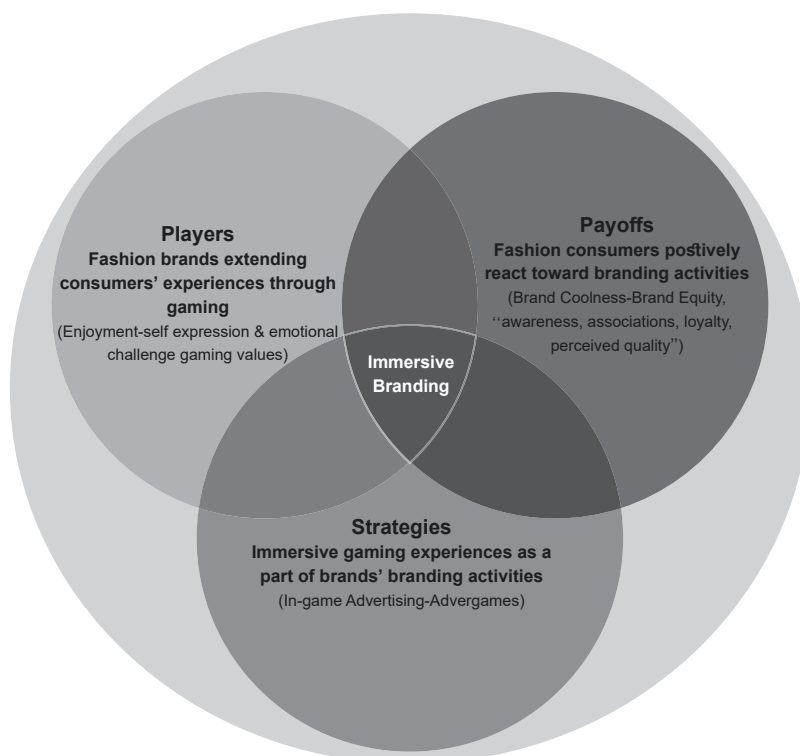 Players
Fashion brands extending
consumers’ experiences through
gaming
(Enjoyment-self expression & emotional
challenge gaming values)
Payoffs
Fashion consumers positively
react toward branding activities
(Brand Coolness-Brand Equity,
‘‘awareness, associations, loyalty,
perceived quality’’)
Immersive
Branding
Strategies
Immersive gaming experiences as a
part of brands’ branding activities
(In-game Advertising-Advergames)